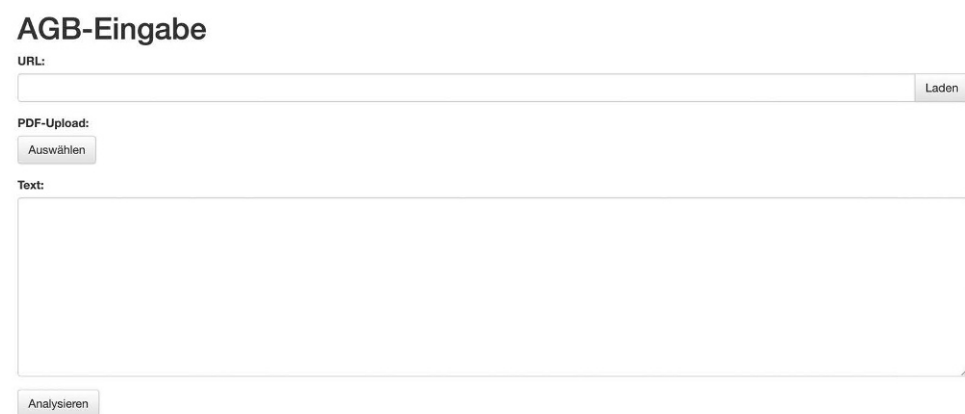 AGB-Eingabe
URL:
Laden
PDF-Upload:
Auswählen
Text:
Analysieren